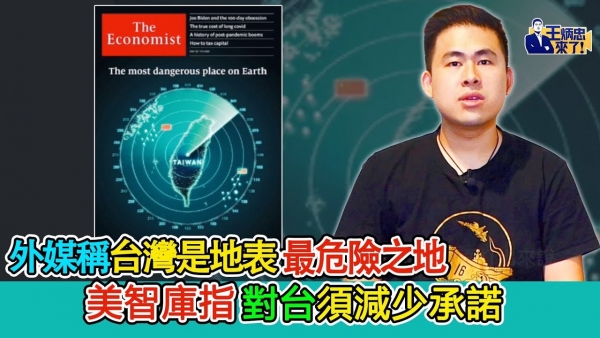 The
Economist
Joe Biden and the 100-day obsession
The true cost of long covid
A history of post-pandemic booms
How to tax capital
The most dangerous place on Earth
TAIWAN
王炳忠
來了!
外媒稱台灣是地表最危險之地
美智庫指 對台須減少承諾